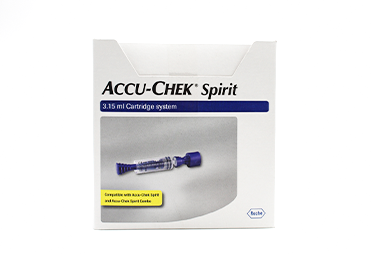 ACCU-CHEK® Spirit
3.15 ml Cartridge system
Compatible with Accu-Chek Spirit
and Accu-Chek Spirit Combo
Roche